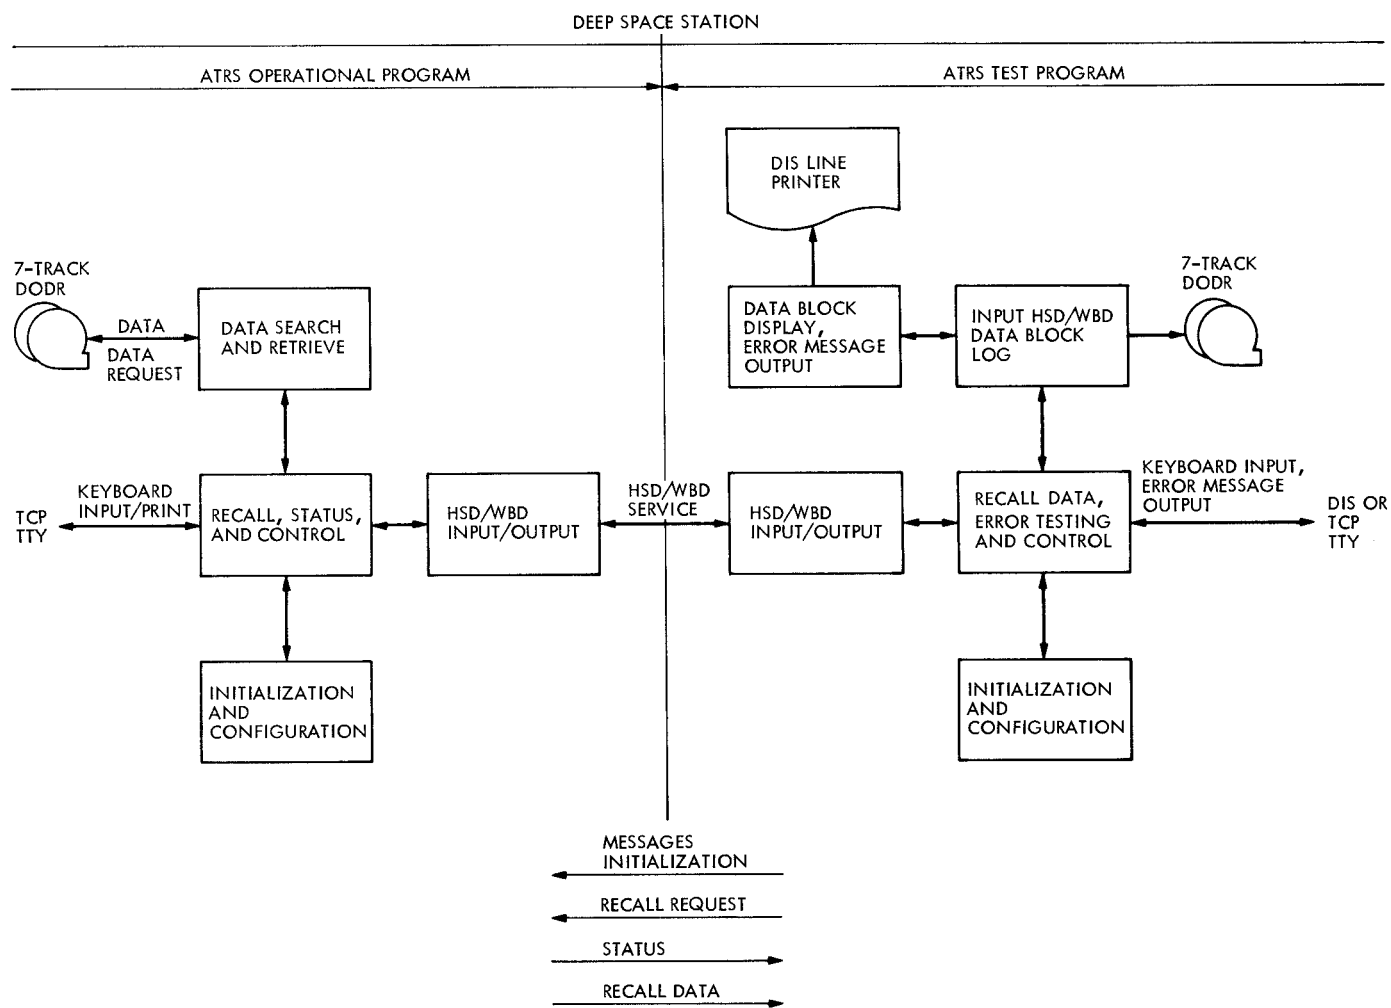 DEEP SPACE STATION
ATRS OPERATIONAL PROGRAM
ATRS TEST PROGRAM
DIS LINE
PRINTER
7-TRACK
DODR
DATA
DATA
REQUEST
DATA SEARCH
AND RETRIEVE
DATA BLOCK
DISPLAY,
ERROR MESSAGE
OUTPUT
INPUT HSD/WBD
DATA BLOCK
LOG
7-TRACK
DODR
TCP
TTY
KEYBOARD
INPUT/PRINT
RECALL, STATUS,
AND CONTROL
HSD/WBD
INPUT/OUTPUT
HSD/WBD
SERVICE
HSD/WBD
INPUT/OUTPUT
RECALL DATA,
ERROR TESTING
AND CONTROL
KEYBOARD INPUT,
ERROR MESSAGE
OUTPUT
DIS OR
TCP
TTY
INITIALIZATION
AND
CONFIGURATION
INITIALIZATION
AND
CONFIGURATION
MESSAGES
INITIALIZATION
RECALL REQUEST
STATUS
RECALL DATA